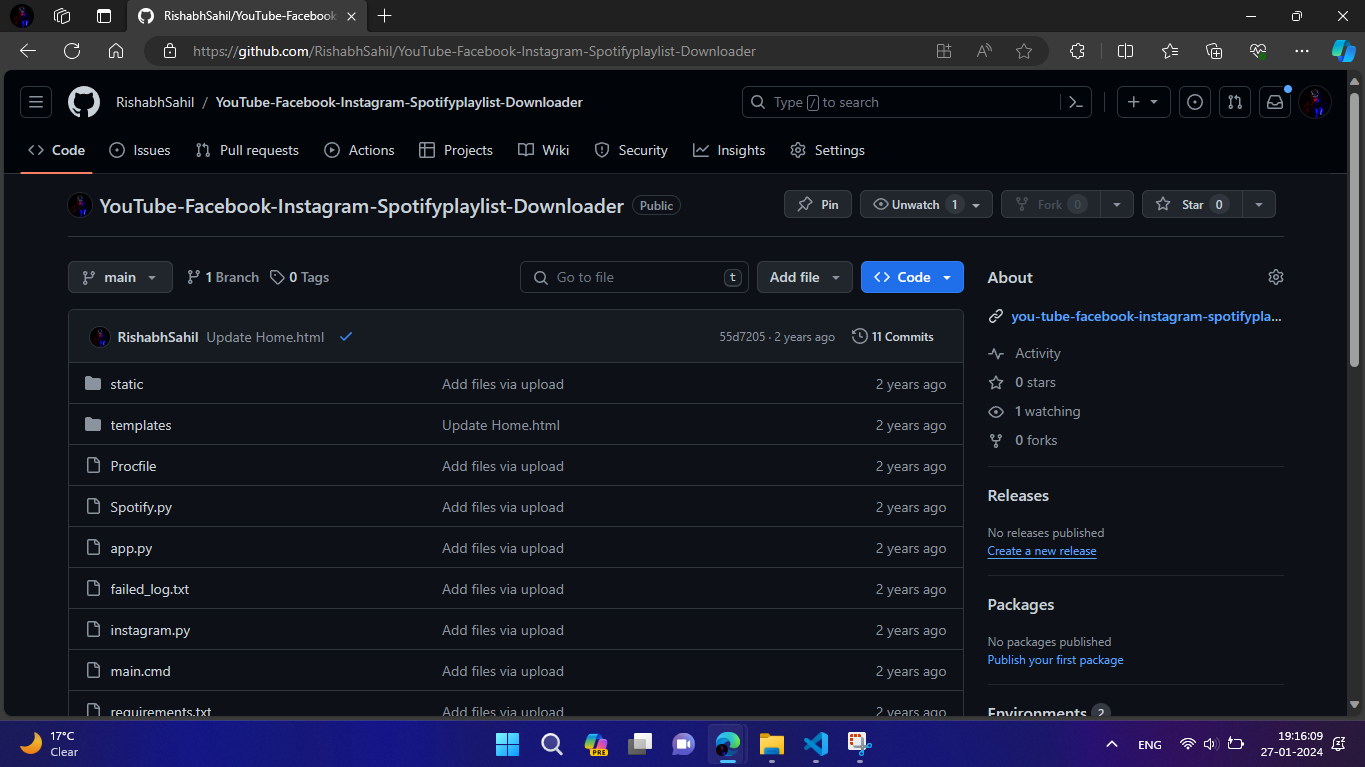 RishabhSahil/YouTube-Facebook
https://github.com/RishabhSahil/YouTube-Facebook-Instagram-Spotifyplaylist-Downloader
RishabhSahil / YouTube-Facebook-Instagram-Spotifyplaylist-Downloader
Type / to search
Code Issues Pull requests Actions Projects Wiki Security Insights Settings
YouTube-Facebook-Instagram-Spotifyplaylist-Downloader Public
Pin Unwatch 1 Fork 0 Star 0
main 1 Branch 0 Tags Go to file t Add file Code
RishabhSahil Update Home.html 55d7205 · 2 years ago 11 Commits
static Add files via upload 2 years ago
templates Update Home.html 2 years ago
Procfile Add files via upload 2 years ago
Spotify.py Add files via upload 2 years ago
app.py Add files via upload 2 years ago
failed_log.txt Add files via upload 2 years ago
instagram.py Add files via upload 2 years ago
main.cmd Add files via upload 2 years ago
requirements.txt Add files via upload 2 years ago
About
you-tube-facebook-instagram-spotifypla...
Activity
0 stars
1 watching
0 forks
Releases
No releases published
Create a new release
Packages
No packages published
Publish your first package
Environments 2
17°C
Clear
PRE
ENG
19:16:09
27-01-2024